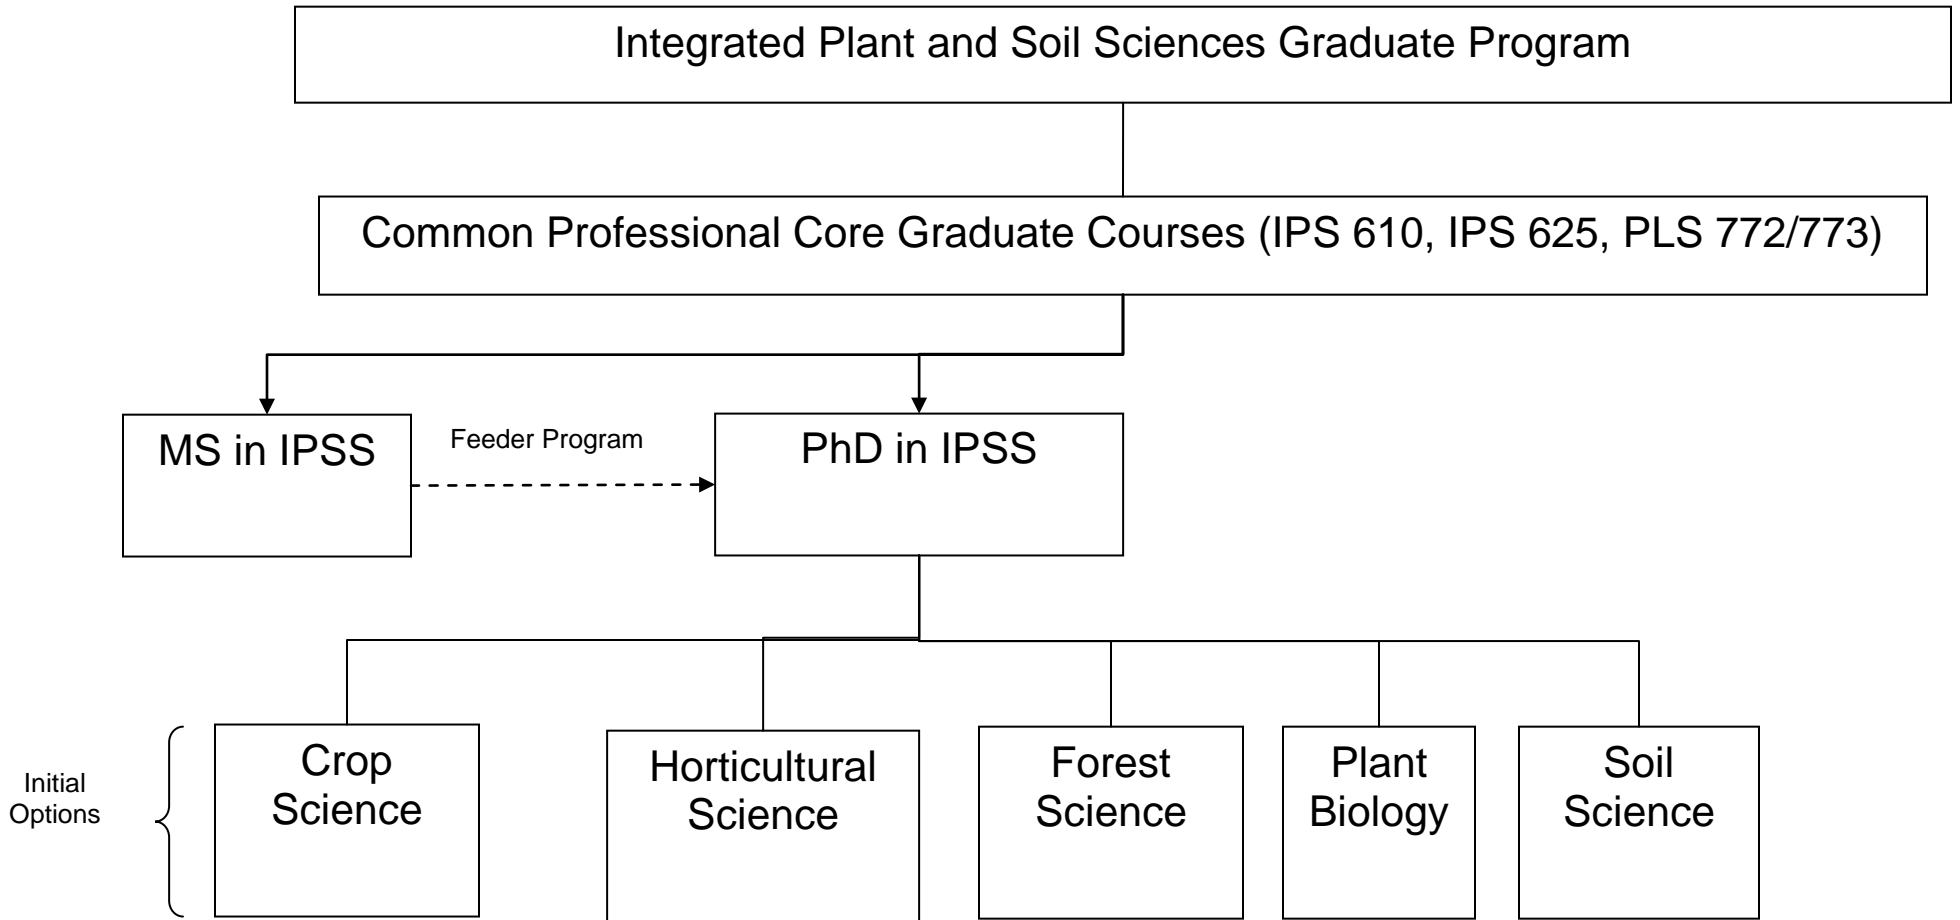 Integrated Plant and Soil Sciences Graduate Program
Common Professional Core Graduate Courses (IPS 610, IPS 625, PLS 772/773)
MS in IPSS
Feeder Program
PhD in IPSS
Initial
Options
Crop
Science
Horticultural
Science
Forest
Science
Plant
Biology
Soil
Science